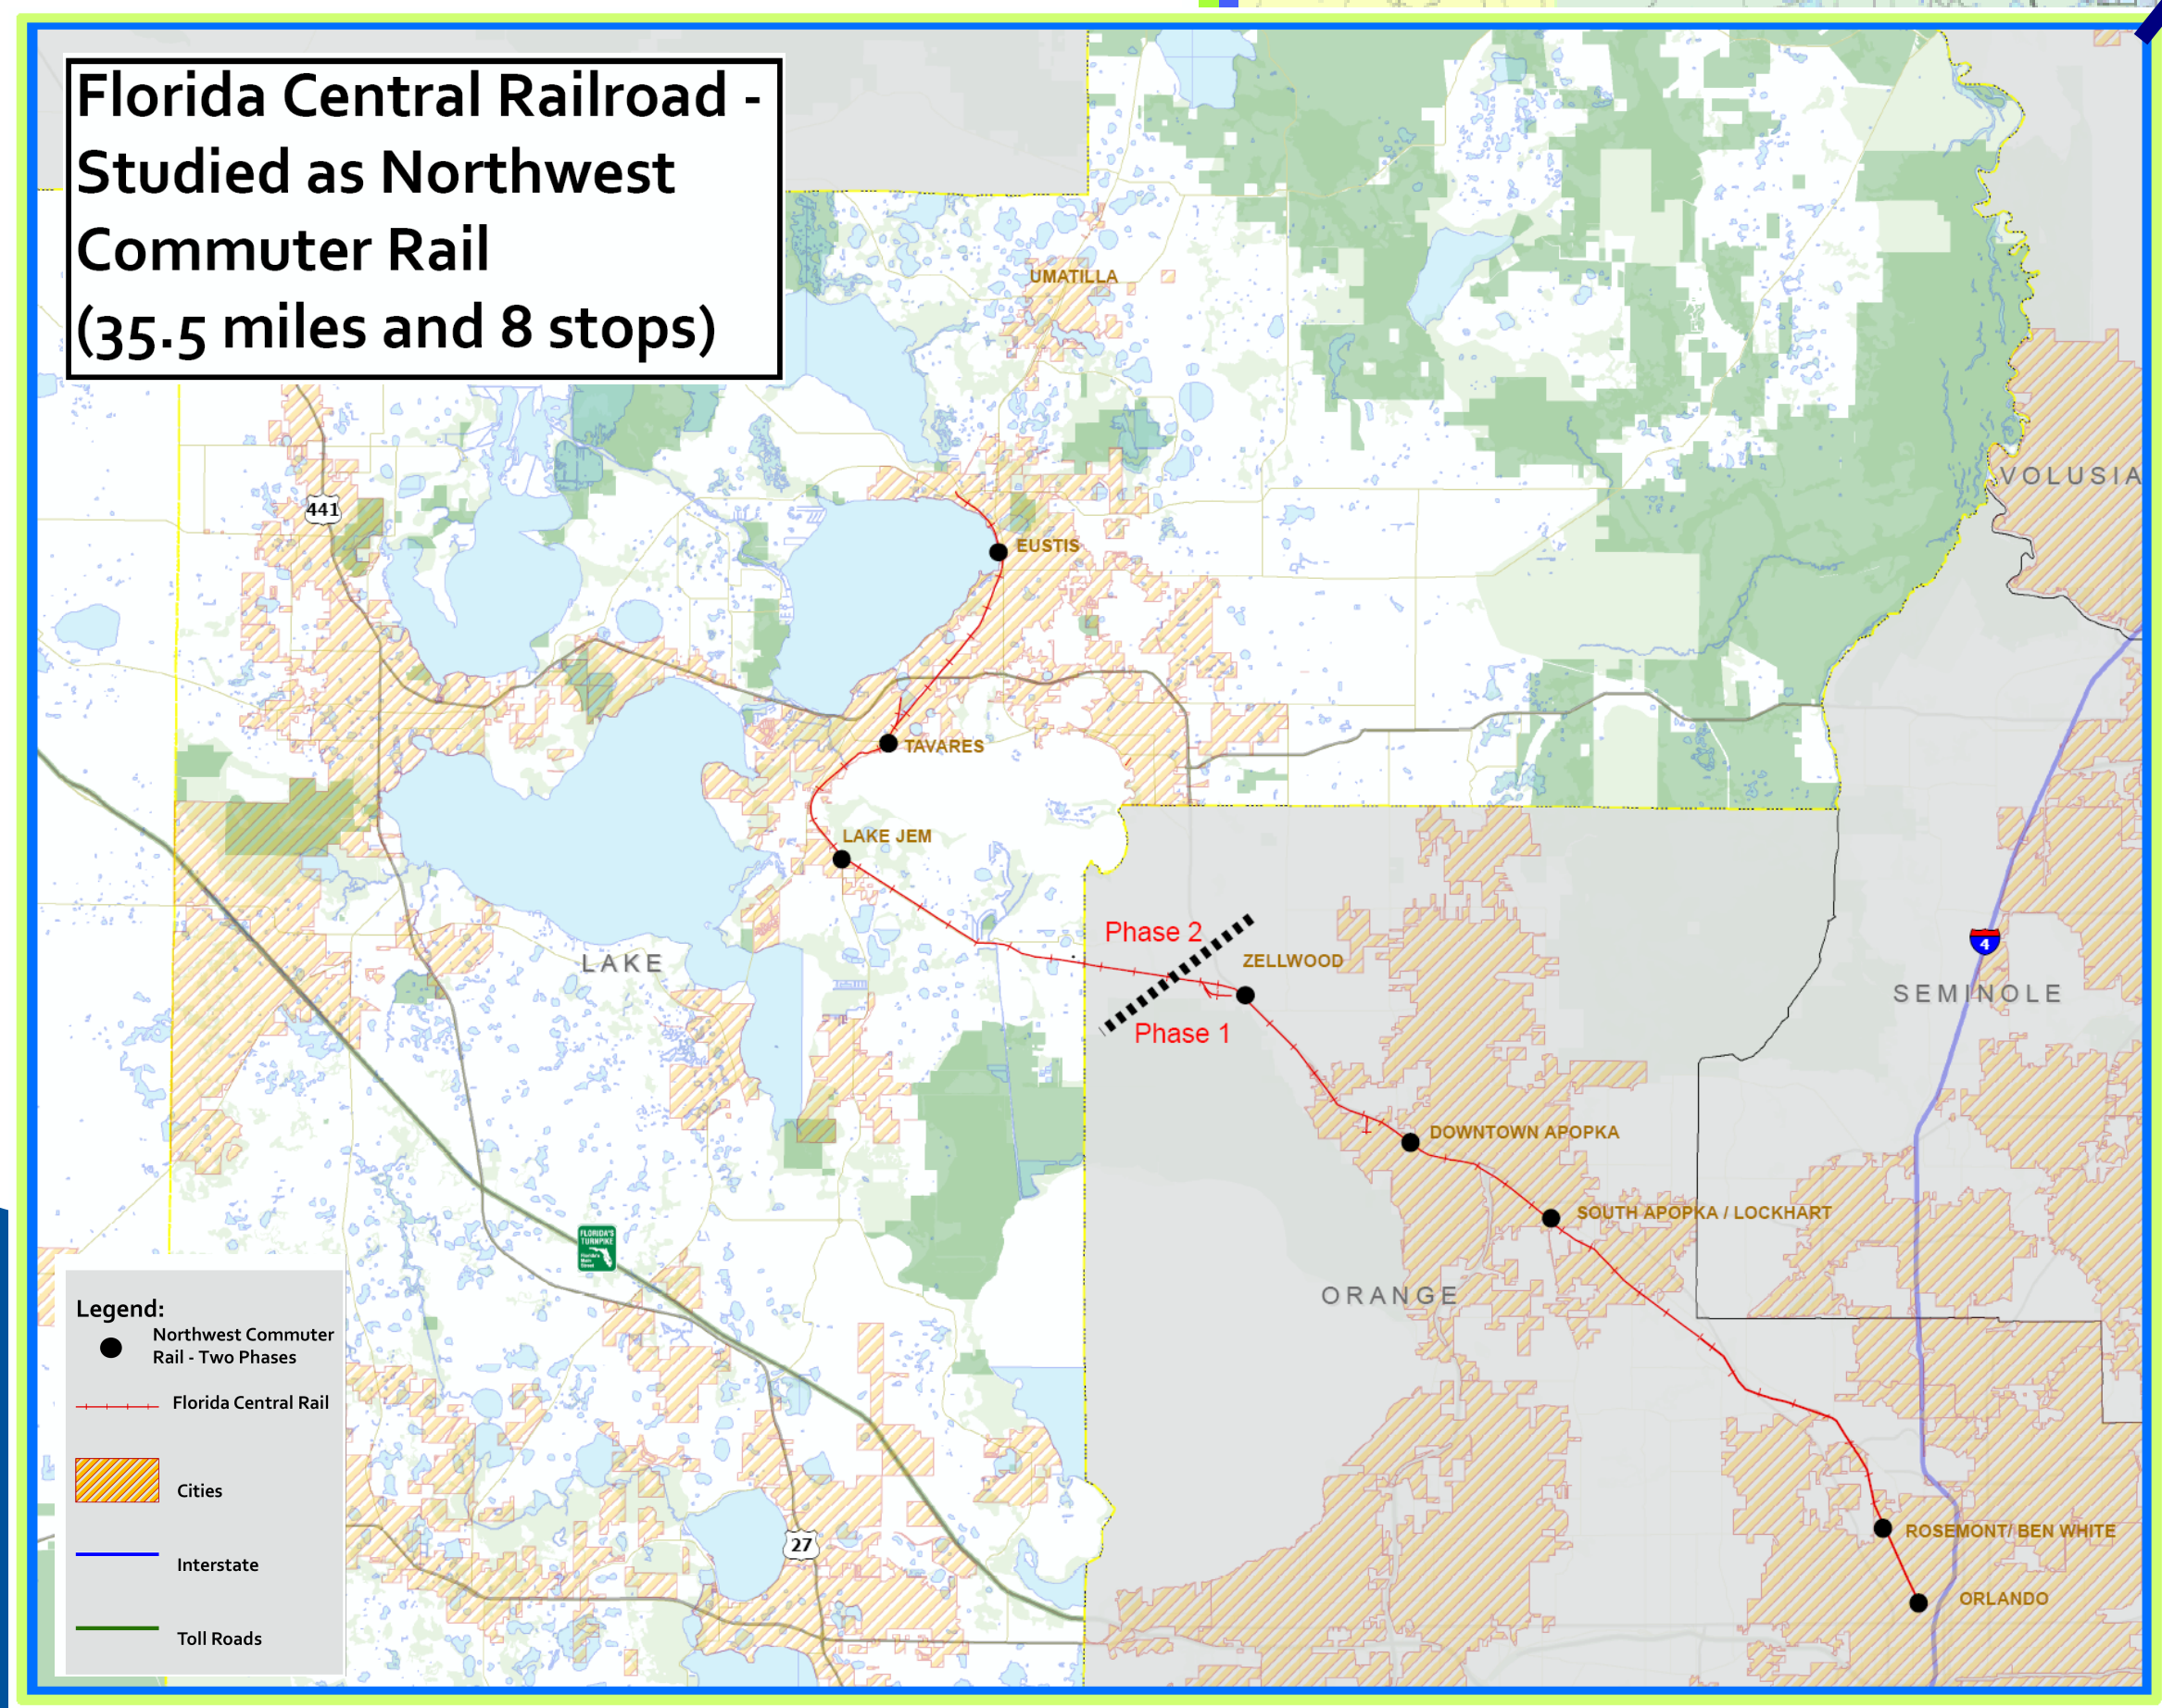 Florida Central Railroad -
Studied as Northwest
Commuter Rail
(35.5 miles and 8 stops)
UMATILLA
VOLUSIA
441
EUSTIS
TAVARES
LAKE JEM
Phase 2
ZELLWOOD
4
LAKE
SEMINOLE
Phase 1
DOWNTOWN APOPKA
SOUTH APOPKA / LOCKHART
FLORIDA'S
TURNPIKE
ORANGE
Legend:
Northwest Commuter
Rail - Two Phases
Florida Central Rail
Cities
Interstate
Toll Roads
27
ROSEMONT/ BEN WHITE
ORLANDO